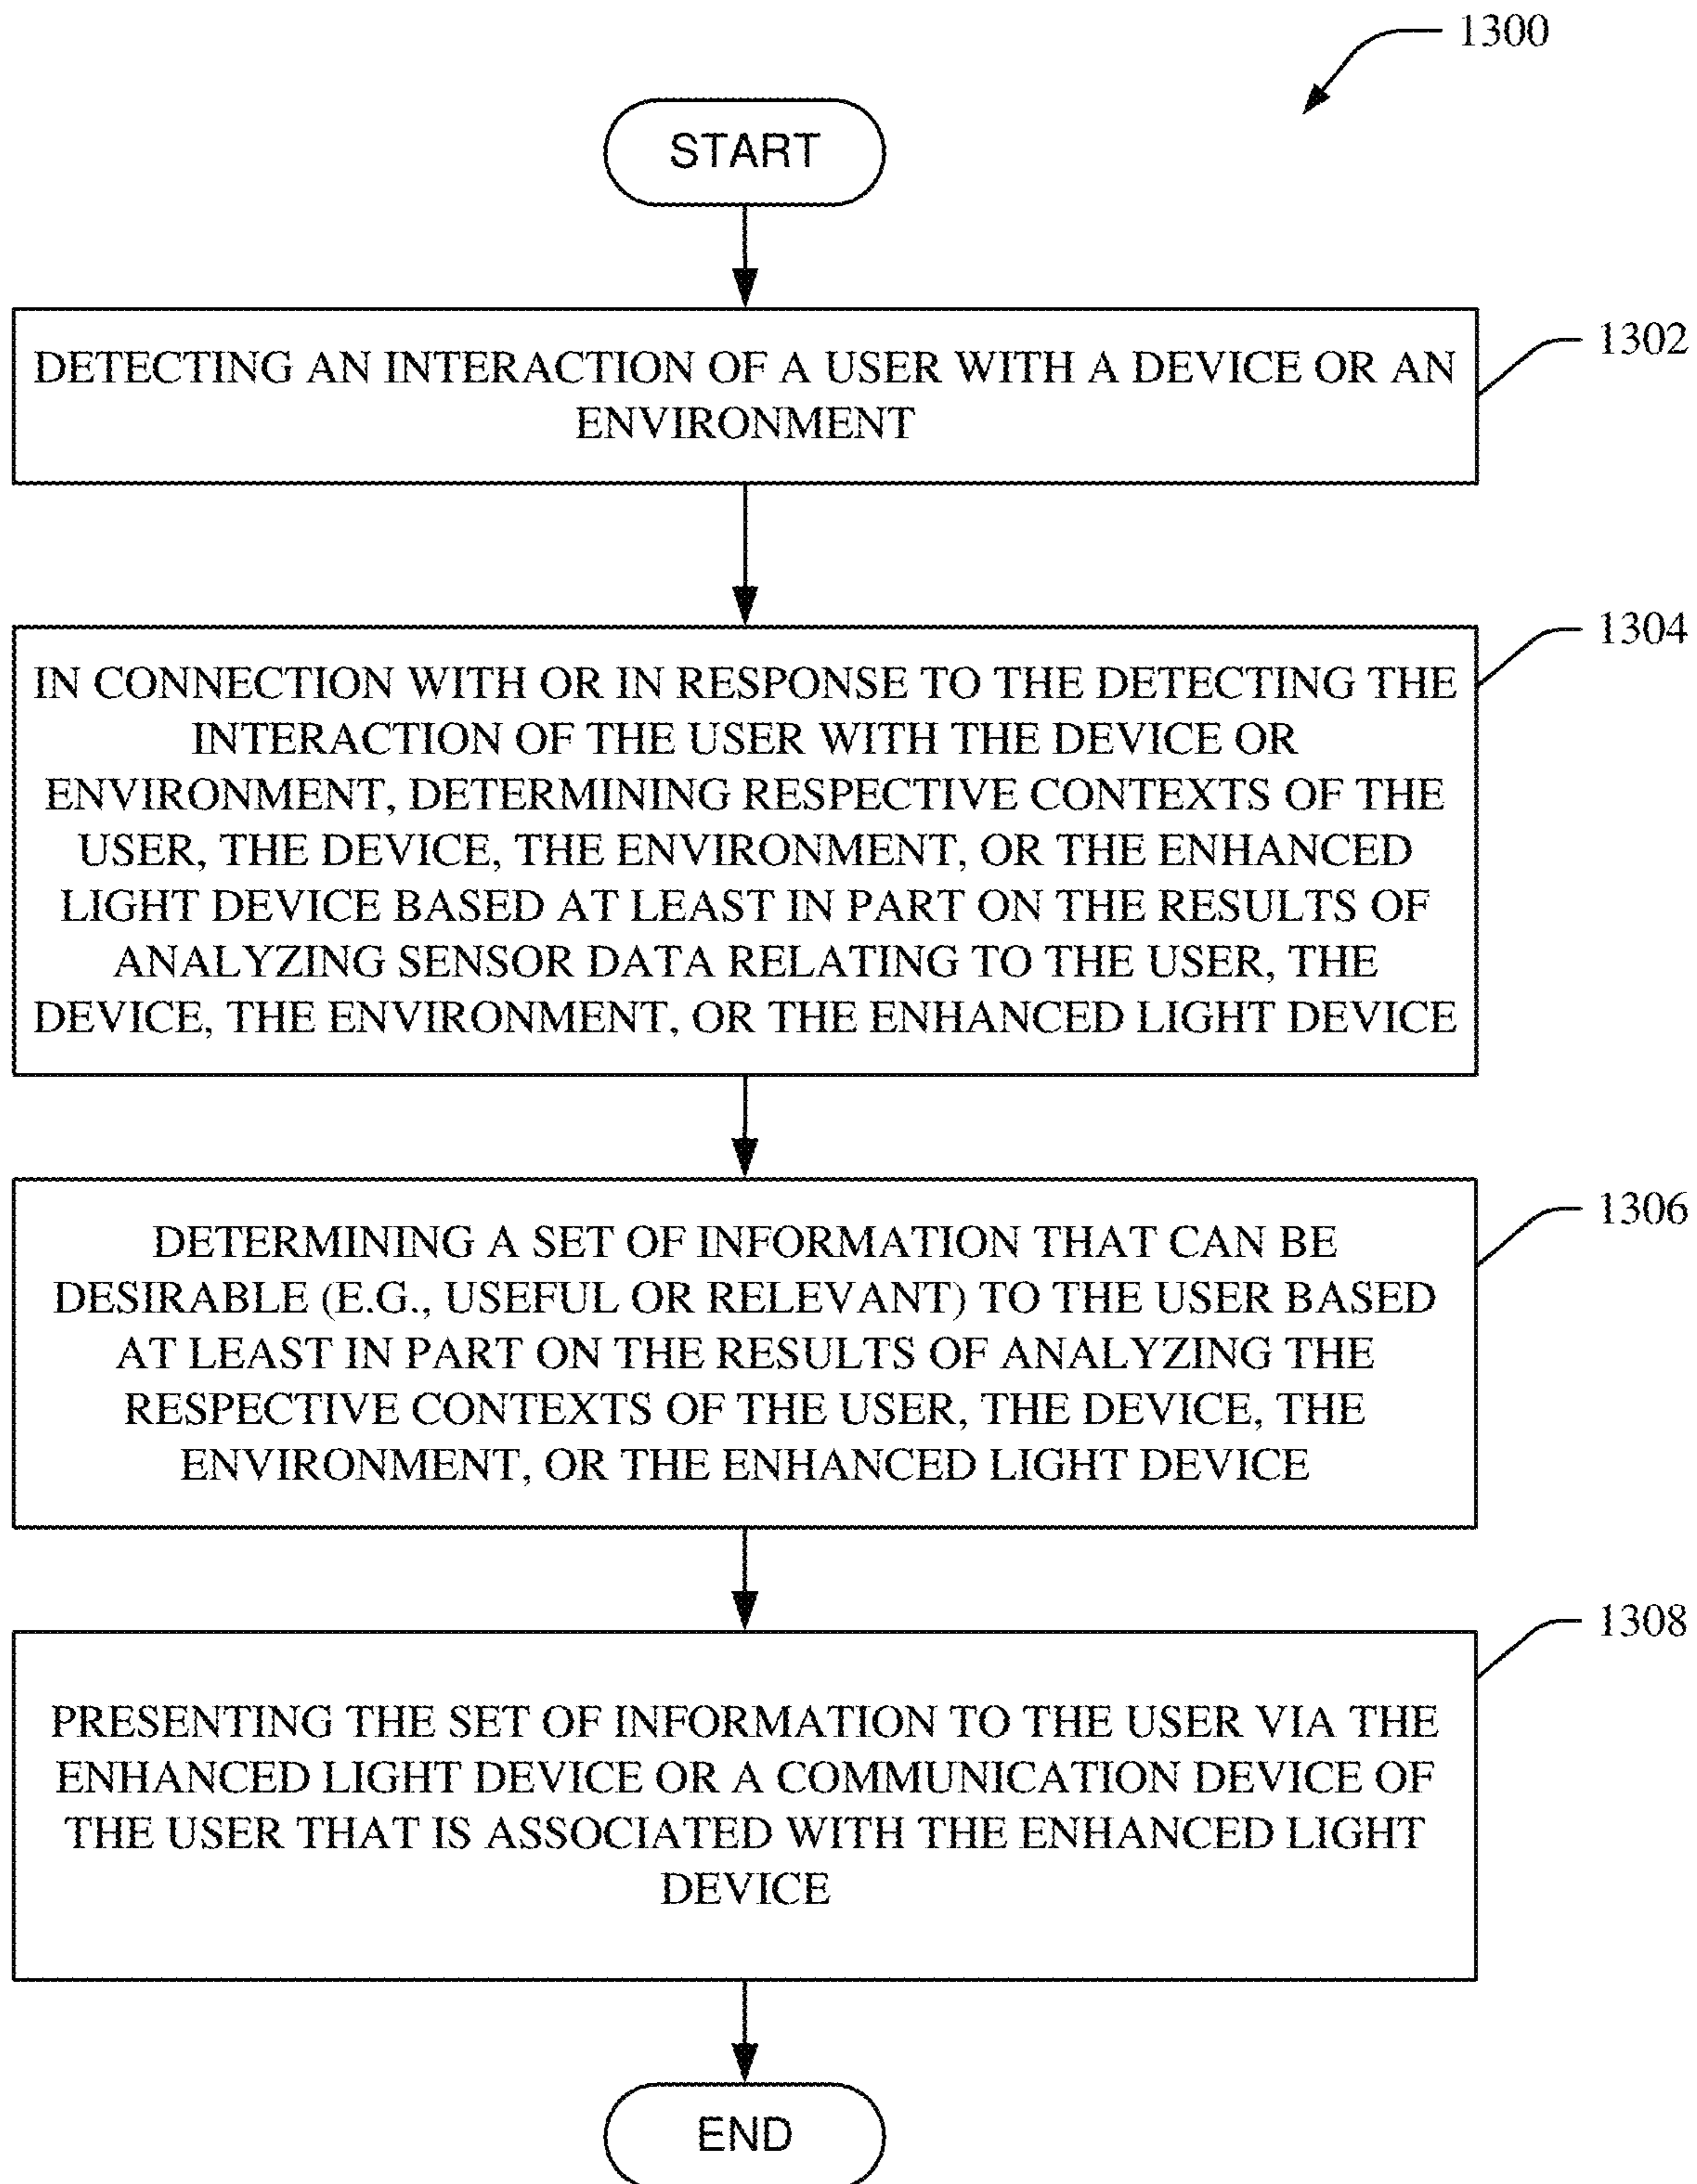 1300
START
DETECTING AN INTERACTION OF A USER WITH A DEVICE OR AN
ENVIRONMENT
1302
IN CONNECTION WITH OR IN RESPONSE TO THE DETECTING THE
INTERACTION OF THE USER WITH THE DEVICE OR
ENVIRONMENT, DETERMINING RESPECTIVE CONTEXTS OF THE
USER, THE DEVICE, THE ENVIRONMENT, OR THE ENHANCED
LIGHT DEVICE BASED AT LEAST IN PART ON THE RESULTS OF
ANALYZING SENSOR DATA RELATING TO THE USER, THE
DEVICE, THE ENVIRONMENT, OR THE ENHANCED LIGHT DEVICE
1304
DETERMINING A SET OF INFORMATION THAT CAN BE
DESIRABLE (E.G., USEFUL OR RELEVANT) TO THE USER BASED
AT LEAST IN PART ON THE RESULTS OF ANALYZING THE
RESPECTIVE CONTEXTS OF THE USER, THE DEVICE, THE
ENVIRONMENT, OR THE ENHANCED LIGHT DEVICE
1306
PRESENTING THE SET OF INFORMATION TO THE USER VIA THE
ENHANCED LIGHT DEVICE OR A COMMUNICATION DEVICE OF
THE USER THAT IS ASSOCIATED WITH THE ENHANCED LIGHT
DEVICE
1308
END